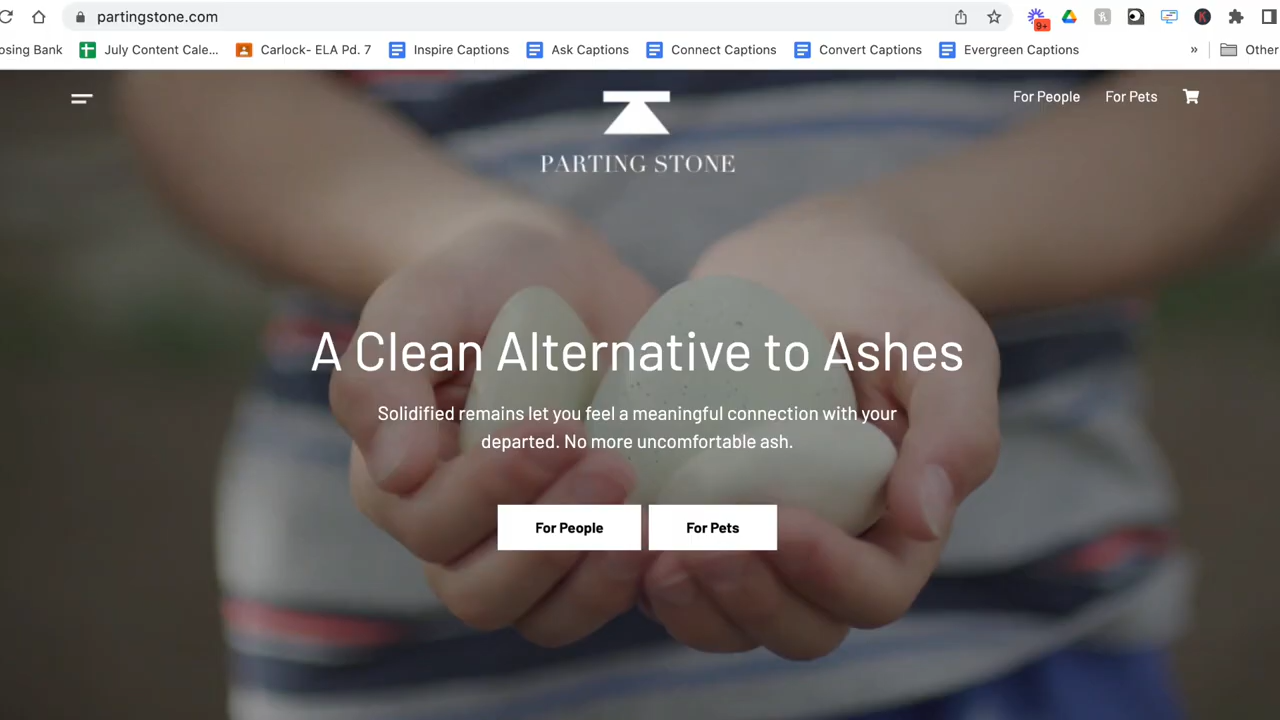 partingstone.com
9+
osing Bank
July Content Cale...
Carlock- ELA Pd. 7
Inspire Captions
Ask Captions
Connect Captions
Convert Captions
Evergreen Captions
»
Other
For People
For Pets
PARTING STONE
A Clean Alternative to Ashes
Solidified remains let you feel a meaningful connection with your
departed. No more uncomfortable ash.
For People
For Pets